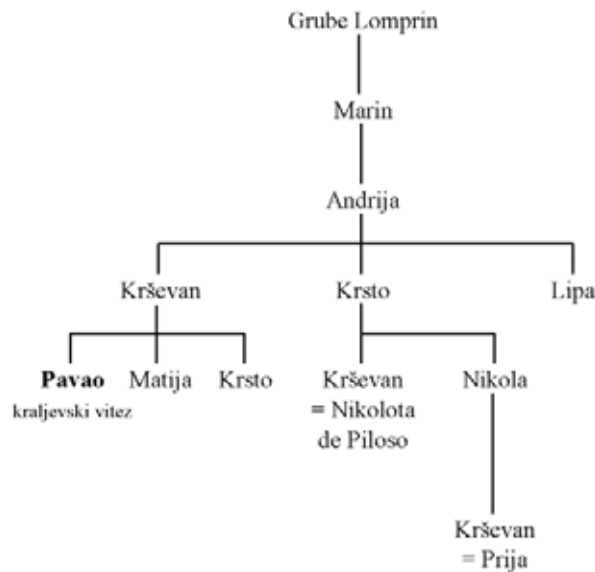 Grube Lomprin
Marin
Andrija
Krševan Krsto Lipa
Pavao Matija Krsto Krševan Nikola
kraljevski vitez = Nikolota
de Piloso
Krševan
= Prija